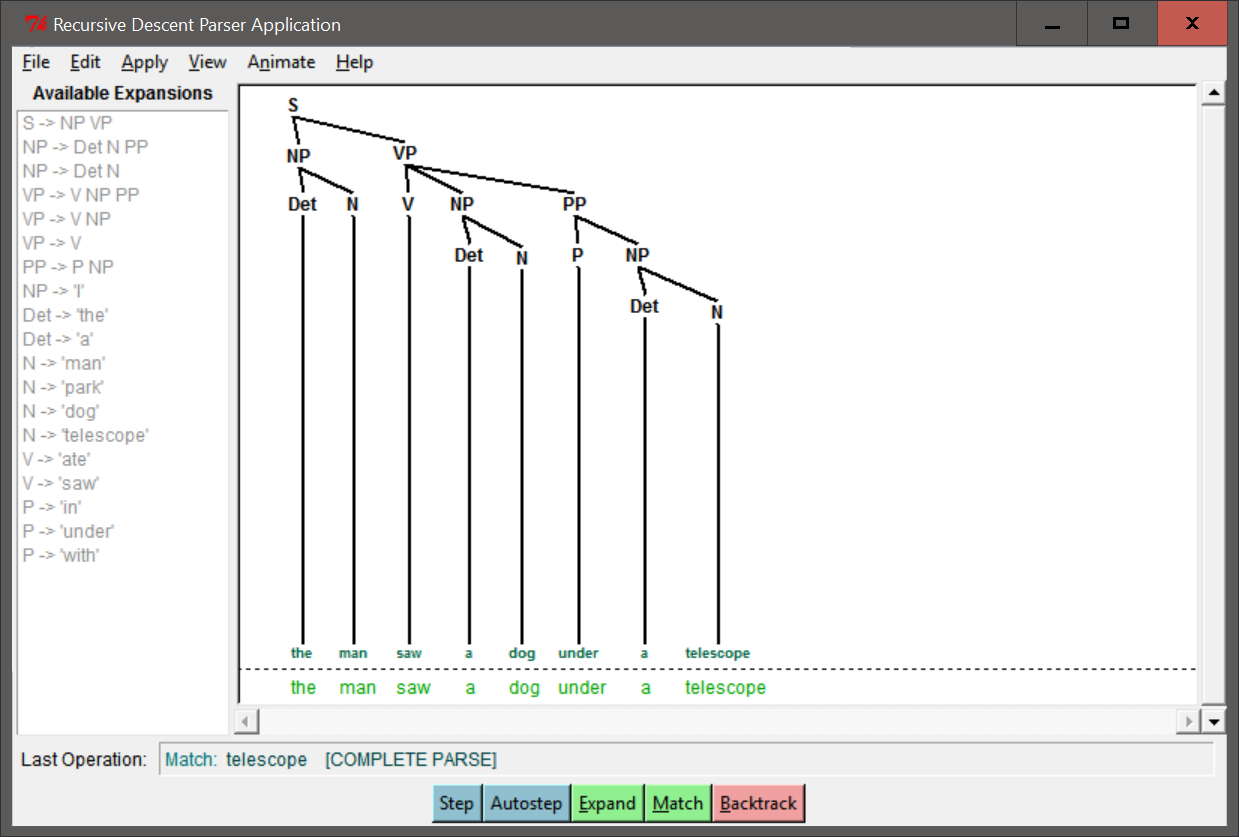 Recursive Descent Parser Application
File Edit Apply View Animate Help
Available Expansions
S -> NP VP
NP -> Det N PP
NP -> Det N
VP -> V NP PP
VP -> V NP
VP -> V
PP -> P NP
NP -> 'I'
Det -> 'the'
Det -> 'a'
N -> 'man'
N -> 'park'
N -> 'dog'
N -> 'telescope'
V -> 'ate'
V -> 'saw'
P -> 'in'
P -> 'under'
P -> 'with'
S
NP VP
Det N V NP PP
Det N P NP
Det N
the man saw a dog under a telescope
the man saw a dog under a telescope
Last Operation: Match: telescope [COMPLETE PARSE]
Step Autostep Expand Match Backtrack